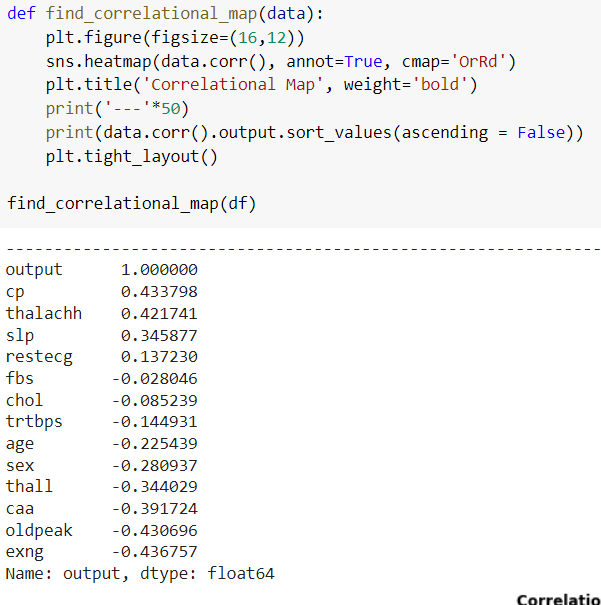 def find_correlational_map(data):
    plt.figure(figsize=(16,12))
    sns.heatmap(data.corr(), annot=True, cmap='OrRd')
    plt.title('Correlational Map', weight='bold')
    print('---'*50)
    print(data.corr().output.sort_values(ascending = False))
    plt.tight_layout()

find_correlational_map(df)
--------------------------------------------------------------
output      1.000000
cp          0.433798
thalachh    0.421741
slp         0.345877
restecg     0.137230
fbs        -0.028046
chol       -0.085239
trtbps     -0.144931
age        -0.225439
sex        -0.280937
thall      -0.344029
caa        -0.391724
oldpeak    -0.430696
exng       -0.436757
Name: output, dtype: float64
Correlatio